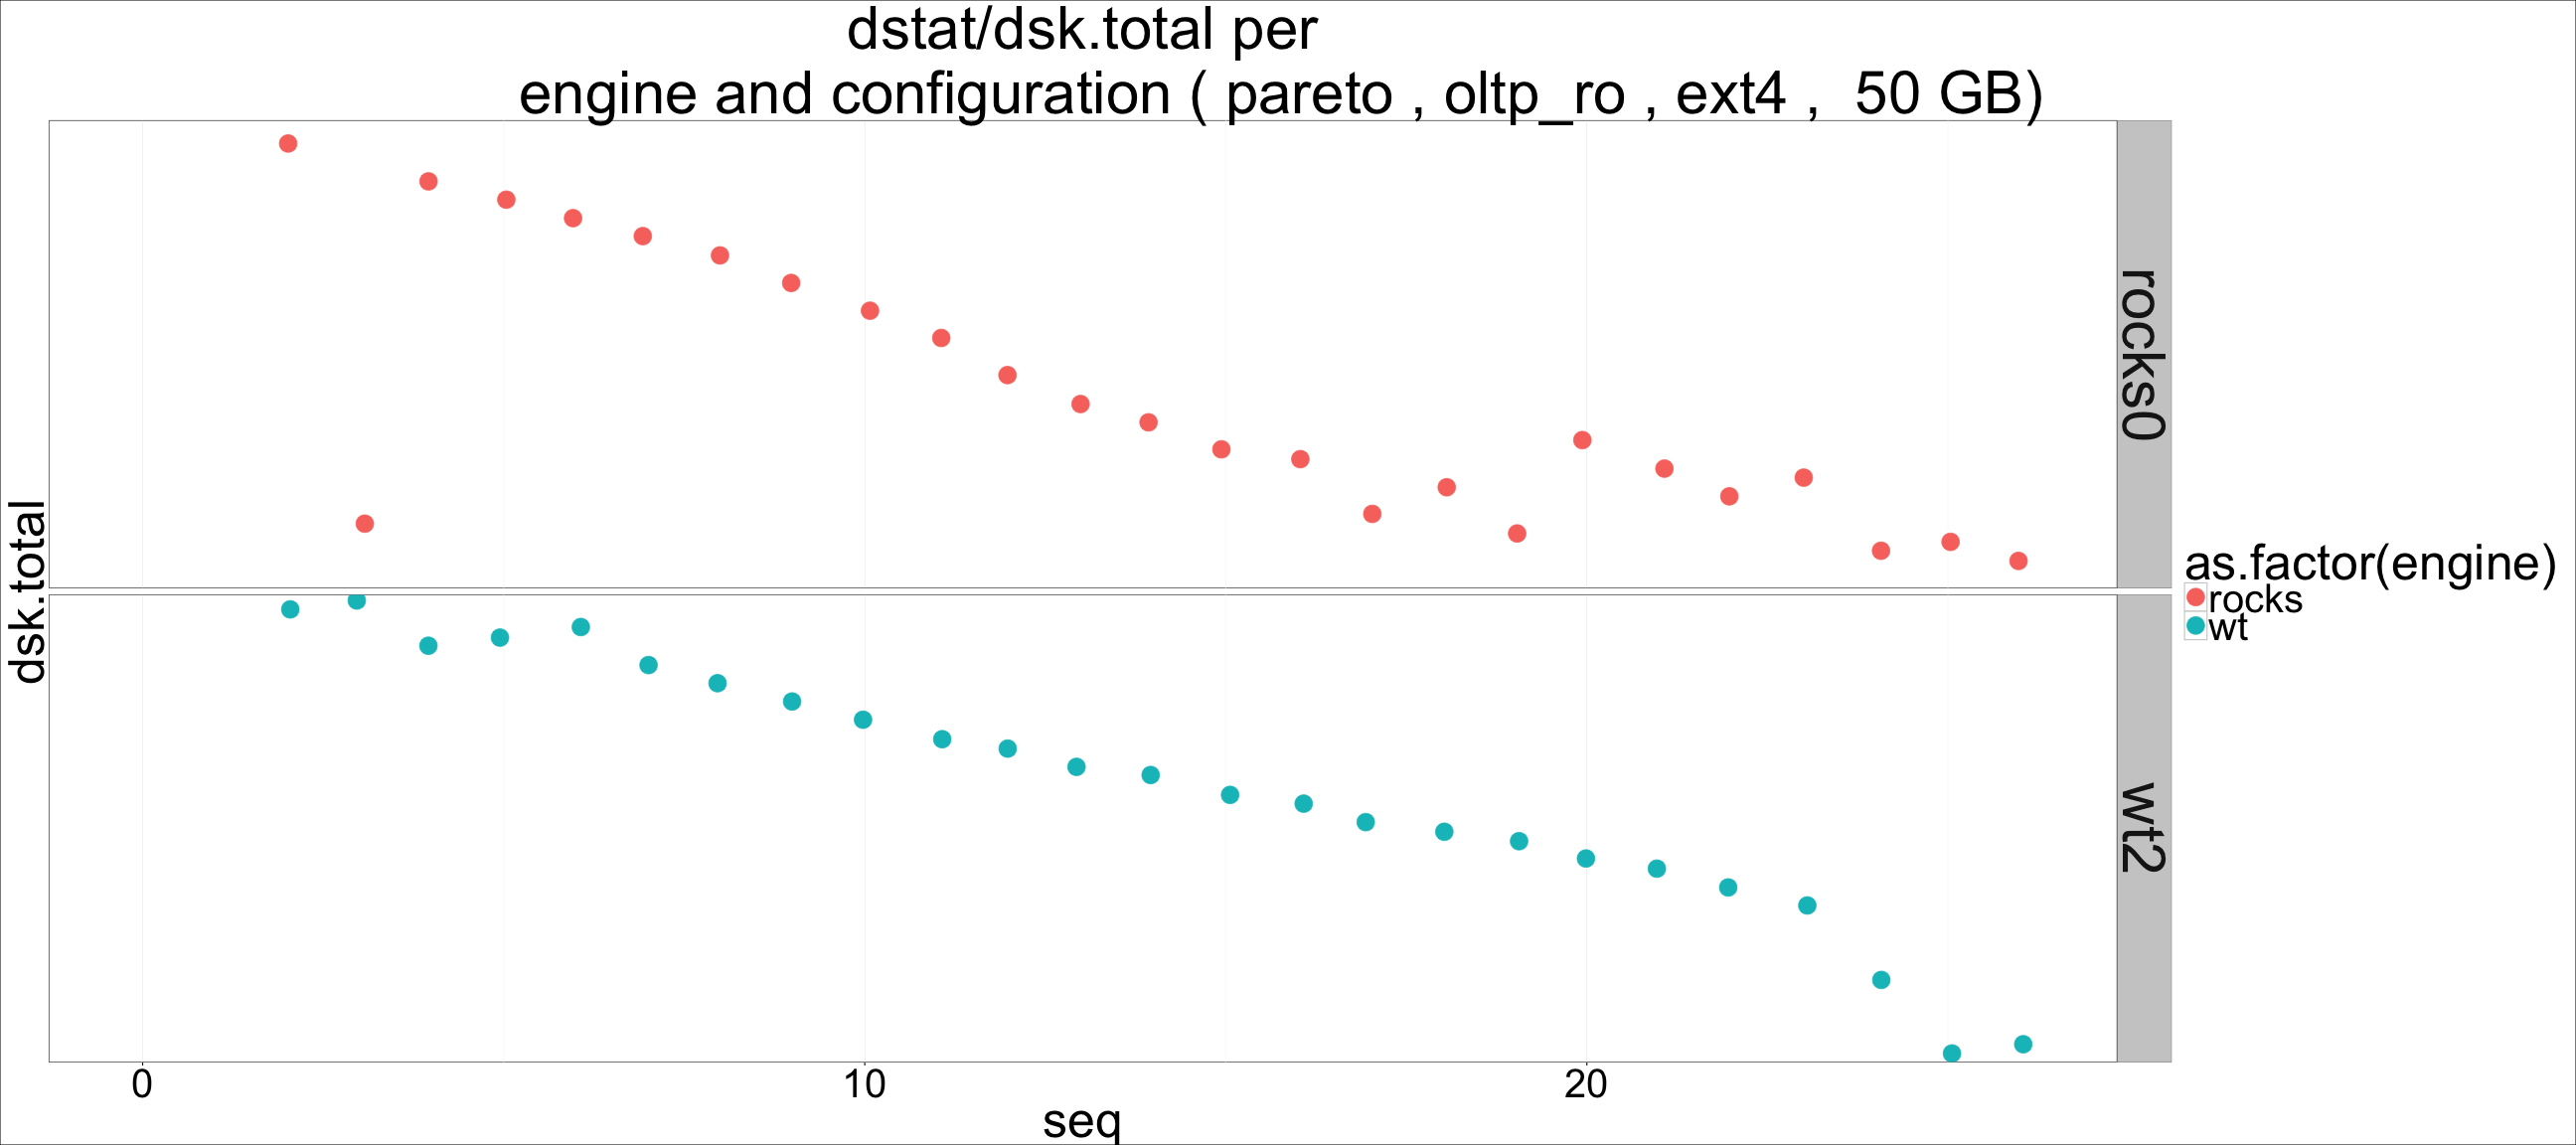 dstat/dsk.total per
engine and configuration ( pareto , oltp_ro , ext4 , 50 GB)
dsk.total
rocks0
wt2
as.factor(engine)
rocks
wt
0 10 20
seq